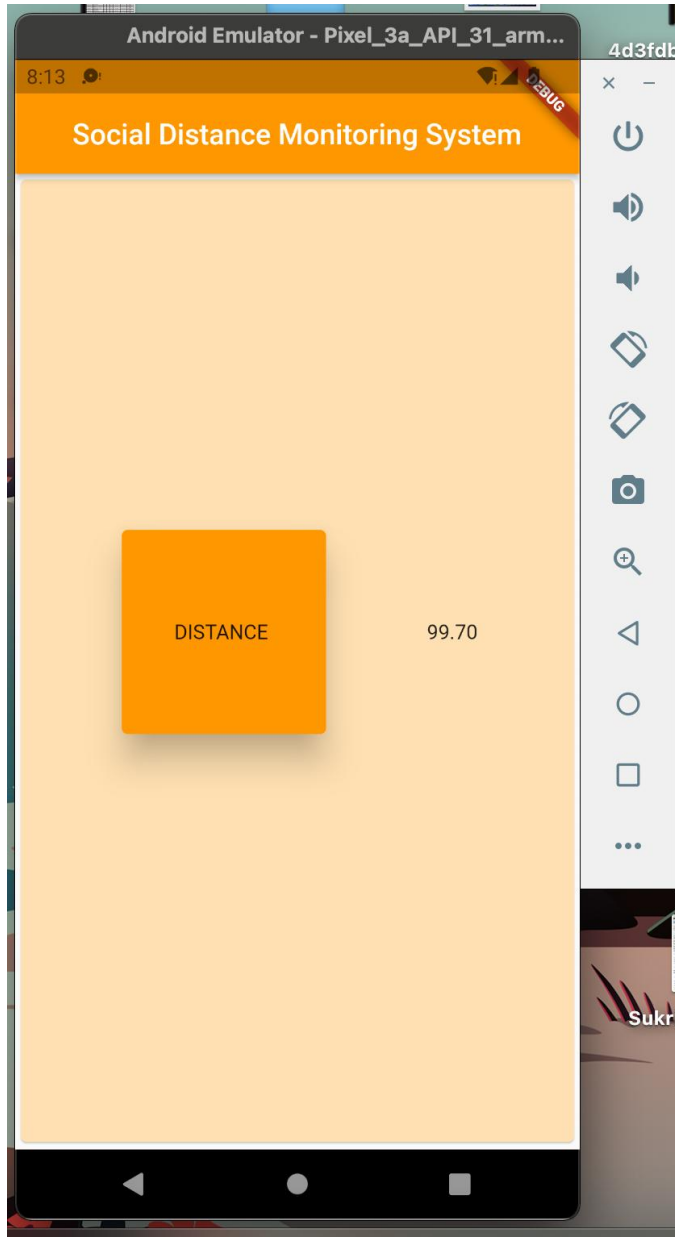 Android Emulator - Pixel_3a_API_31_arm...
4d3fdb
8:13
DEBUG
Social Distance Monitoring System
DISTANCE
99.70
Sukr